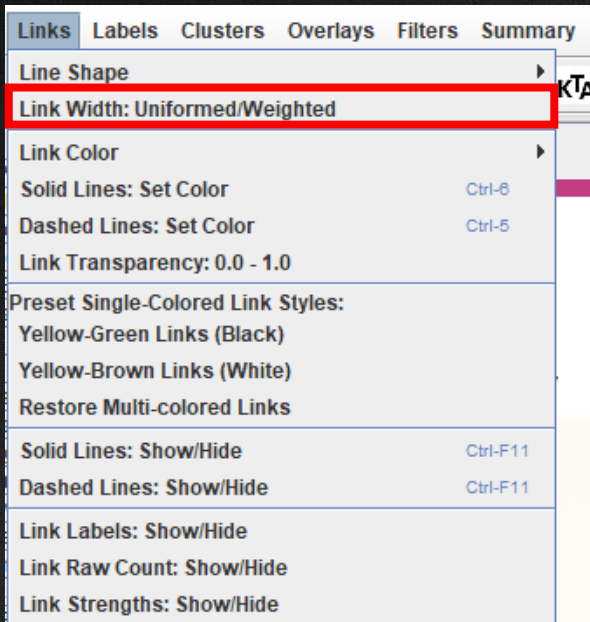 Links Labels Clusters Overlays Filters Summary
Line Shape
Link Width: Uniformed/Weighted
Link Color
Solid Lines: Set Color Ctrl-6
Dashed Lines: Set Color Ctrl-5
Link Transparency: 0.0 - 1.0
Preset Single-Colored Link Styles:
Yellow-Green Links (Black)
Yellow-Brown Links (White)
Restore Multi-colored Links
Solid Lines: Show/Hide Ctrl-F11
Dashed Lines: Show/Hide Ctrl-F11
Link Labels: Show/Hide
Link Raw Count: Show/Hide
Link Strengths: Show/Hide